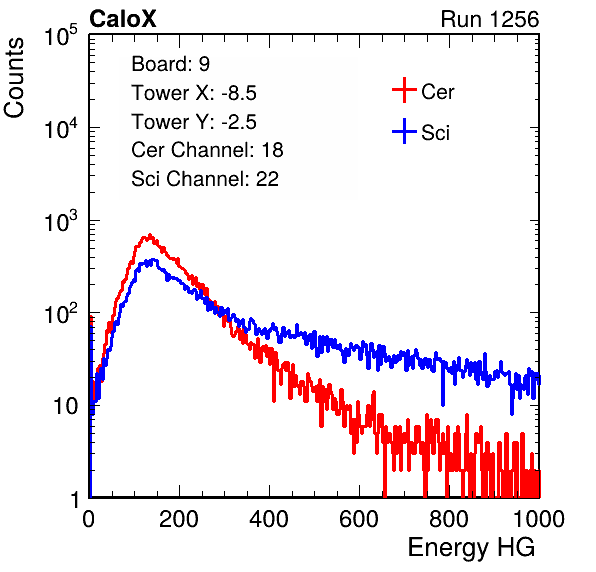 CaloX Run 1256
Counts
10^5
10^4
10^3
10^2
10
1
Board: 9
Tower X: -8.5
Tower Y: -2.5
Cer Channel: 18
Sci Channel: 22
Cer
Sci
0 200 400 600 800 1000
Energy HG